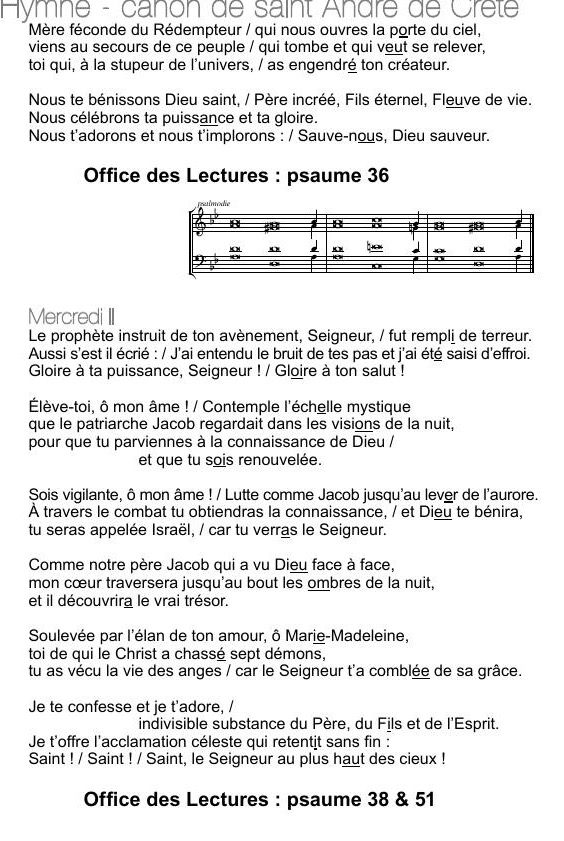 Hymne - canon de saint André de Crète
Mère féconde du Rédempteur / qui nous ouvres la porte du ciel,
viens au secours de ce peuple / qui tombe et qui veut se relever,
toi qui, à la stupeur de l'univers, / as engendré ton créateur.
Nous te bénissons Dieu saint, / Père incréé, Fils éternel, Fleuve de vie.
Nous célébrons ta puissance et ta gloire.
Nous t'adorons et nous t'implorons : / Sauve-nous, Dieu sauveur.
Office des Lectures : psaume 36
psalmodie
Mercredi II
Le prophète instruit de ton avènement, Seigneur, / fut rempli de terreur.
Aussi s'est il écrié : / J'ai entendu le bruit de tes pas et j'ai été saisi d'effroi.
Gloire à ta puissance, Seigneur ! / Gloire à ton salut !
Élève-toi, ô mon âme ! / Contemple l'échelle mystique
que le patriarche Jacob regardait dans les visions de la nuit,
pour que tu parviennes à la connaissance de Dieu /
et que tu sois renouvelée.
Sois vigilante, ô mon âme ! / Lutte comme Jacob jusqu'au lever de l'aurore.
À travers le combat tu obtiendras la connaissance, / et Dieu te bénira,
tu seras appelée Israël, / car tu verras le Seigneur.
Comme notre père Jacob qui a vu Dieu face à face,
mon cœur traversera jusqu'au bout les ombres de la nuit,
et il découvrira le vrai trésor.
Soulevée par l'élan de ton amour, ô Marie-Madeleine,
toi de qui le Christ a chassé sept démons,
tu as vécu la vie des anges / car le Seigneur t'a comblée de sa grâce.
Je te confesse et je t'adore, /
indivisible substance du Père, du Fils et de l'Esprit.
Je t'offre l'acclamation céleste qui retentit sans fin :
Saint ! / Saint ! / Saint, le Seigneur au plus haut des cieux !
Office des Lectures : psaume 38 & 51